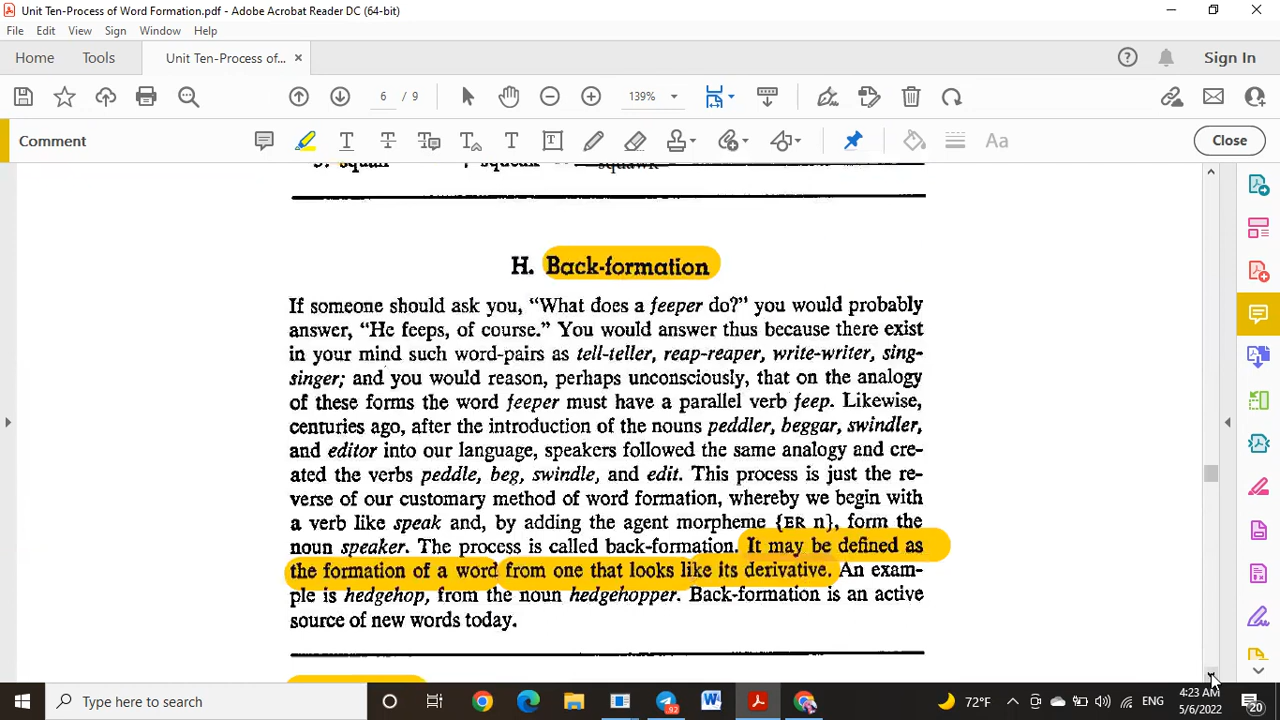 Unit Ten-Process of Word Formation.pdf - Adobe Acrobat Reader DC (64-bit)
File Edit View Sign Window Help
Home Tools Unit Ten-Process of... × Sign In
6 / 9 139%
Comment Aa Close
squawk
H. Back-formation
If someone should ask you, “What does a feeper do?” you would probably
answer, “He feeps, of course.” You would answer thus because there exist
in your mind such word-pairs as tell-teller, reap-reaper, write-writer, sing-
singer; and you would reason, perhaps unconsciously, that on the analogy
of these forms the word feeper must have a parallel verb feep. Likewise,
centuries ago, after the introduction of the nouns peddler, beggar, swindler,
and editor into our language, speakers followed the same analogy and cre-
ated the verbs peddle, beg, swindle, and edit. This process is just the re-
verse of our customary method of word formation, whereby we begin with
a verb like speak and, by adding the agent morpheme {ER n}, form the
noun speaker. The process is called back-formation. It may be defined as
the formation of a word from one that looks like its derivative. An exam-
ple is hedgehop, from the noun hedgehopper. Back-formation is an active
source of new words today.
Type here to search
92
72°F
ENG
4:23 AM
5/6/2022
20